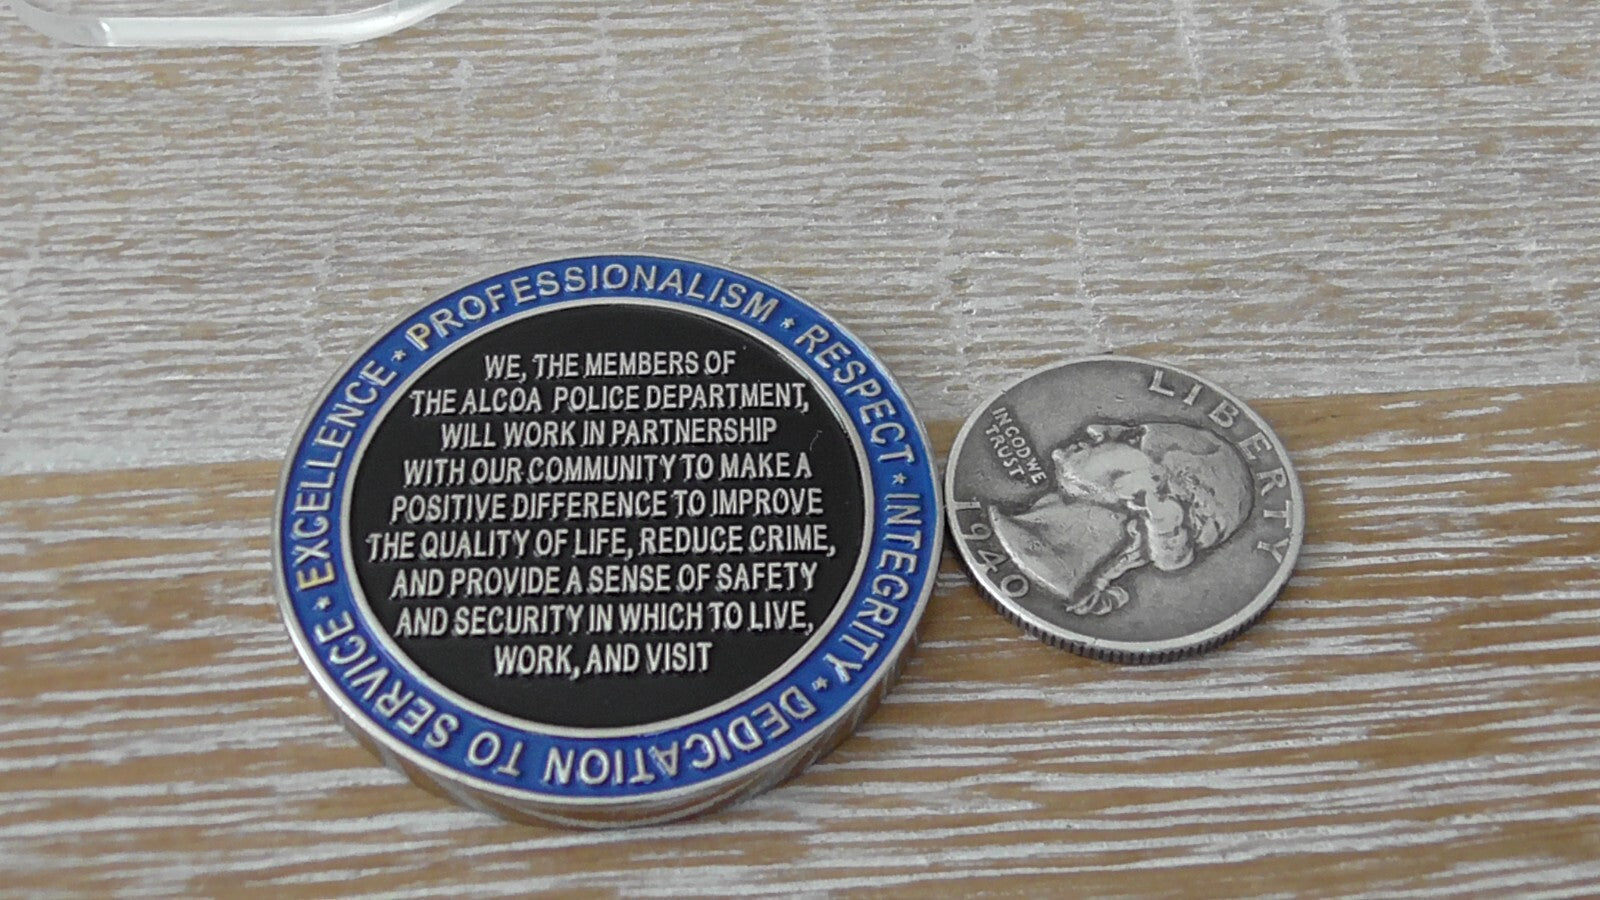 PROFESSIONALISM * RESPECT * INTEGRITY * DEDICATION TO SERVICE * EXCELLENCE *
WE, THE MEMBERS OF
THE ALCOA POLICE DEPARTMENT,
WILL WORK IN PARTNERSHIP
WITH OUR COMMUNITY TO MAKE A
POSITIVE DIFFERENCE TO IMPROVE
THE QUALITY OF LIFE, REDUCE CRIME,
AND PROVIDE A SENSE OF SAFETY
AND SECURITY IN WHICH TO LIVE,
WORK, AND VISIT
LIBERTY
IN GOD WE
TRUST
1940